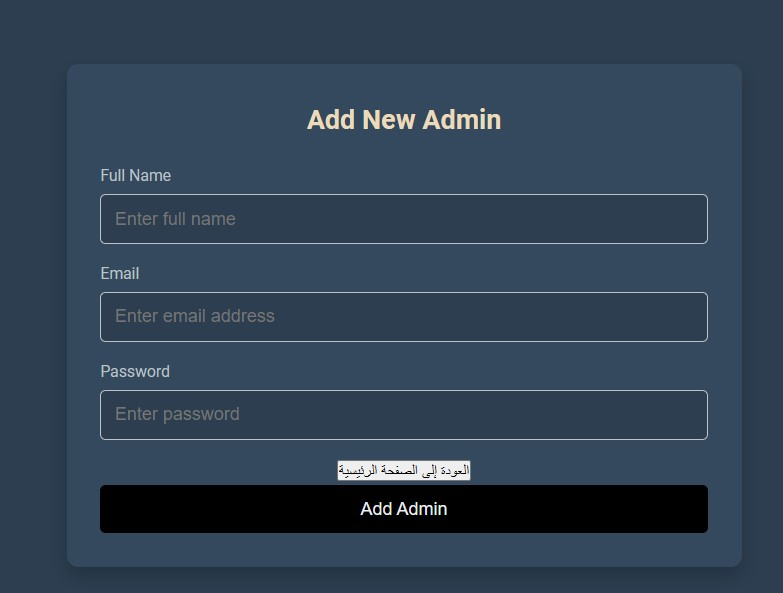 Add New Admin
Full Name
Enter full name
Email
Enter email address
Password
Enter password
العودة إلى الصفحة الرئيسية
Add Admin